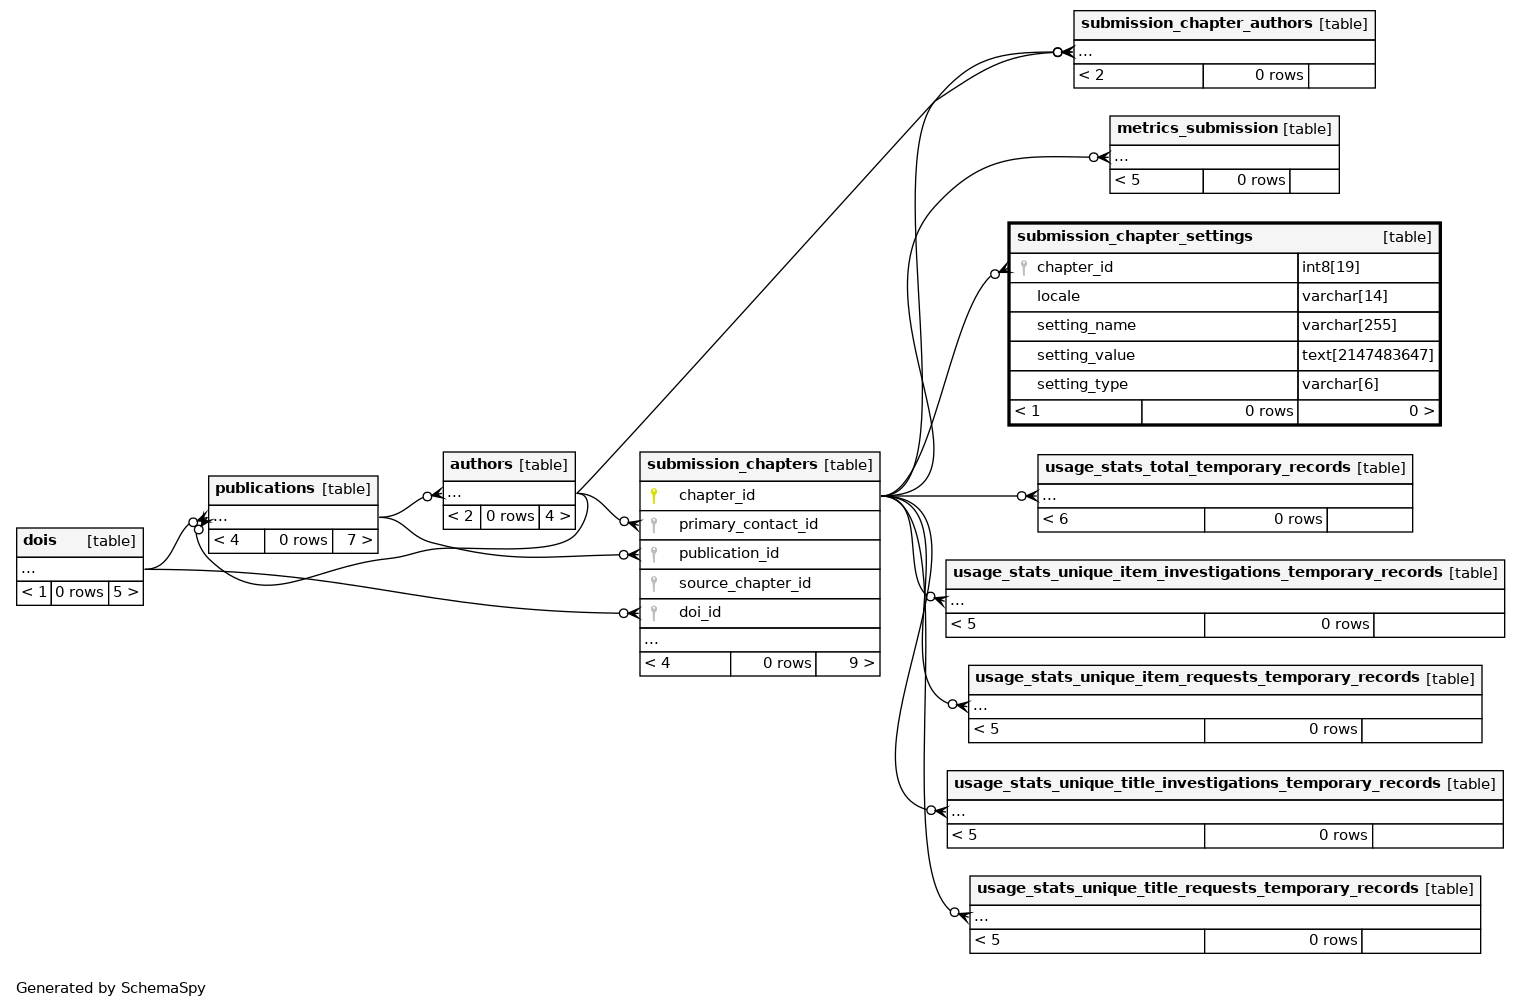 submission_chapter_authors [table]
...
< 2 0 rows
metrics_submission [table]
...
< 5 0 rows
submission_chapter_settings [table]
chapter_id int8[19]
locale varchar[14]
setting_name varchar[255]
setting_value text[2147483647]
setting_type varchar[6]
< 1 0 rows 0 >
dois [table]
...
< 1 0 rows 5 >
publications [table]
...
< 4 0 rows 7 >
authors [table]
...
< 2 0 rows 4 >
submission_chapters [table]
chapter_id
primary_contact_id
publication_id
source_chapter_id
doi_id
...
< 4 0 rows 9 >
usage_stats_total_temporary_records [table]
...
< 6 0 rows
usage_stats_unique_item_investigations_temporary_records [table]
...
< 5 0 rows
usage_stats_unique_item_requests_temporary_records [table]
...
< 5 0 rows
usage_stats_unique_title_investigations_temporary_records [table]
...
< 5 0 rows
usage_stats_unique_title_requests_temporary_records [table]
...
< 5 0 rows
Generated by SchemaSpy